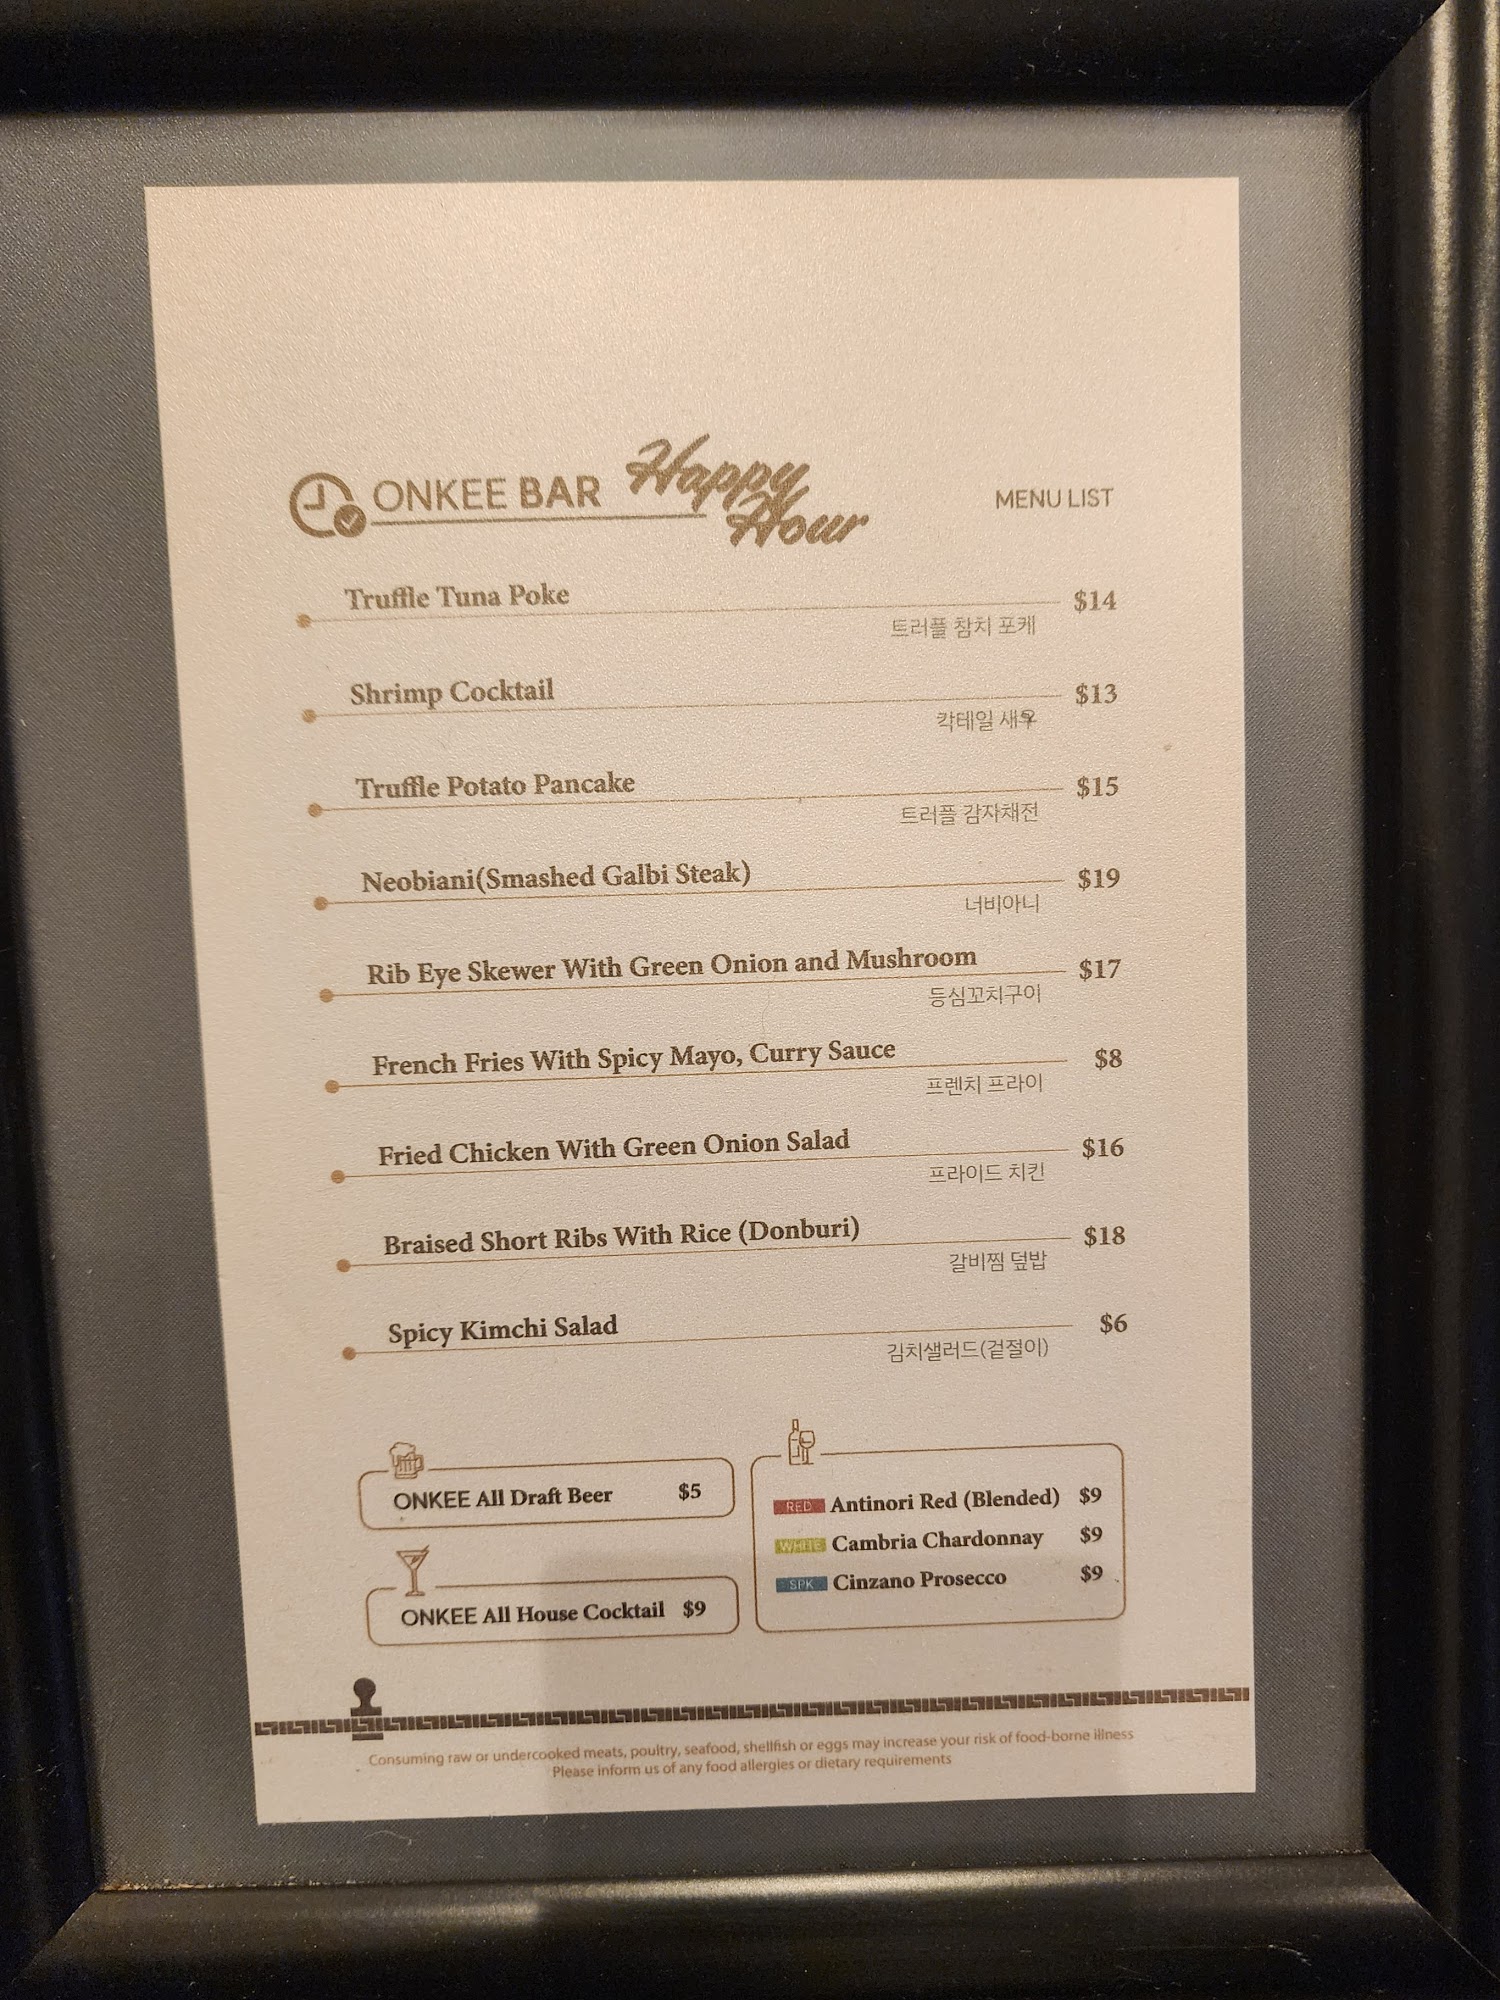 ONKEE BAR Happy Hour MENU LIST
Truffle Tuna Poke $14
트러플 참치 포케
Shrimp Cocktail $13
칵테일 새우
Truffle Potato Pancake $15
트러플 감자채전
Neobiani(Smashed Galbi Steak) $19
너비아니
Rib Eye Skewer With Green Onion and Mushroom $17
등심꼬치구이
French Fries With Spicy Mayo, Curry Sauce $8
프렌치 프라이
Fried Chicken With Green Onion Salad $16
프라이드 치킨
Braised Short Ribs With Rice (Donburi) $18
갈비찜 덮밥
Spicy Kimchi Salad $6
김치샐러드(겉절이)
ONKEE All Draft Beer $5
ONKEE All House Cocktail $9
RED Antinori Red (Blended) $9
WHITE Cambria Chardonnay $9
SPK Cinzano Prosecco $9
Consuming raw or undercooked meats, poultry, seafood, shellfish or eggs may increase your risk of food-borne illness
Please inform us of any food allergies or dietary requirements